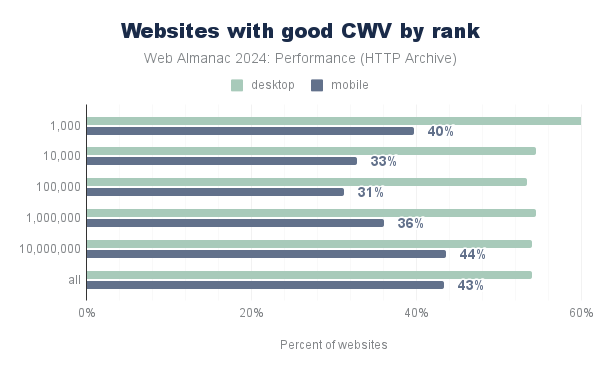 Websites with good CWV by rank
Web Almanac 2024: Performance (HTTP Archive)
desktop mobile
1,000 40%
10,000 33%
100,000 31%
1,000,000 36%
10,000,000 44%
all 43%
0% 20% 40% 60%
Percent of websites